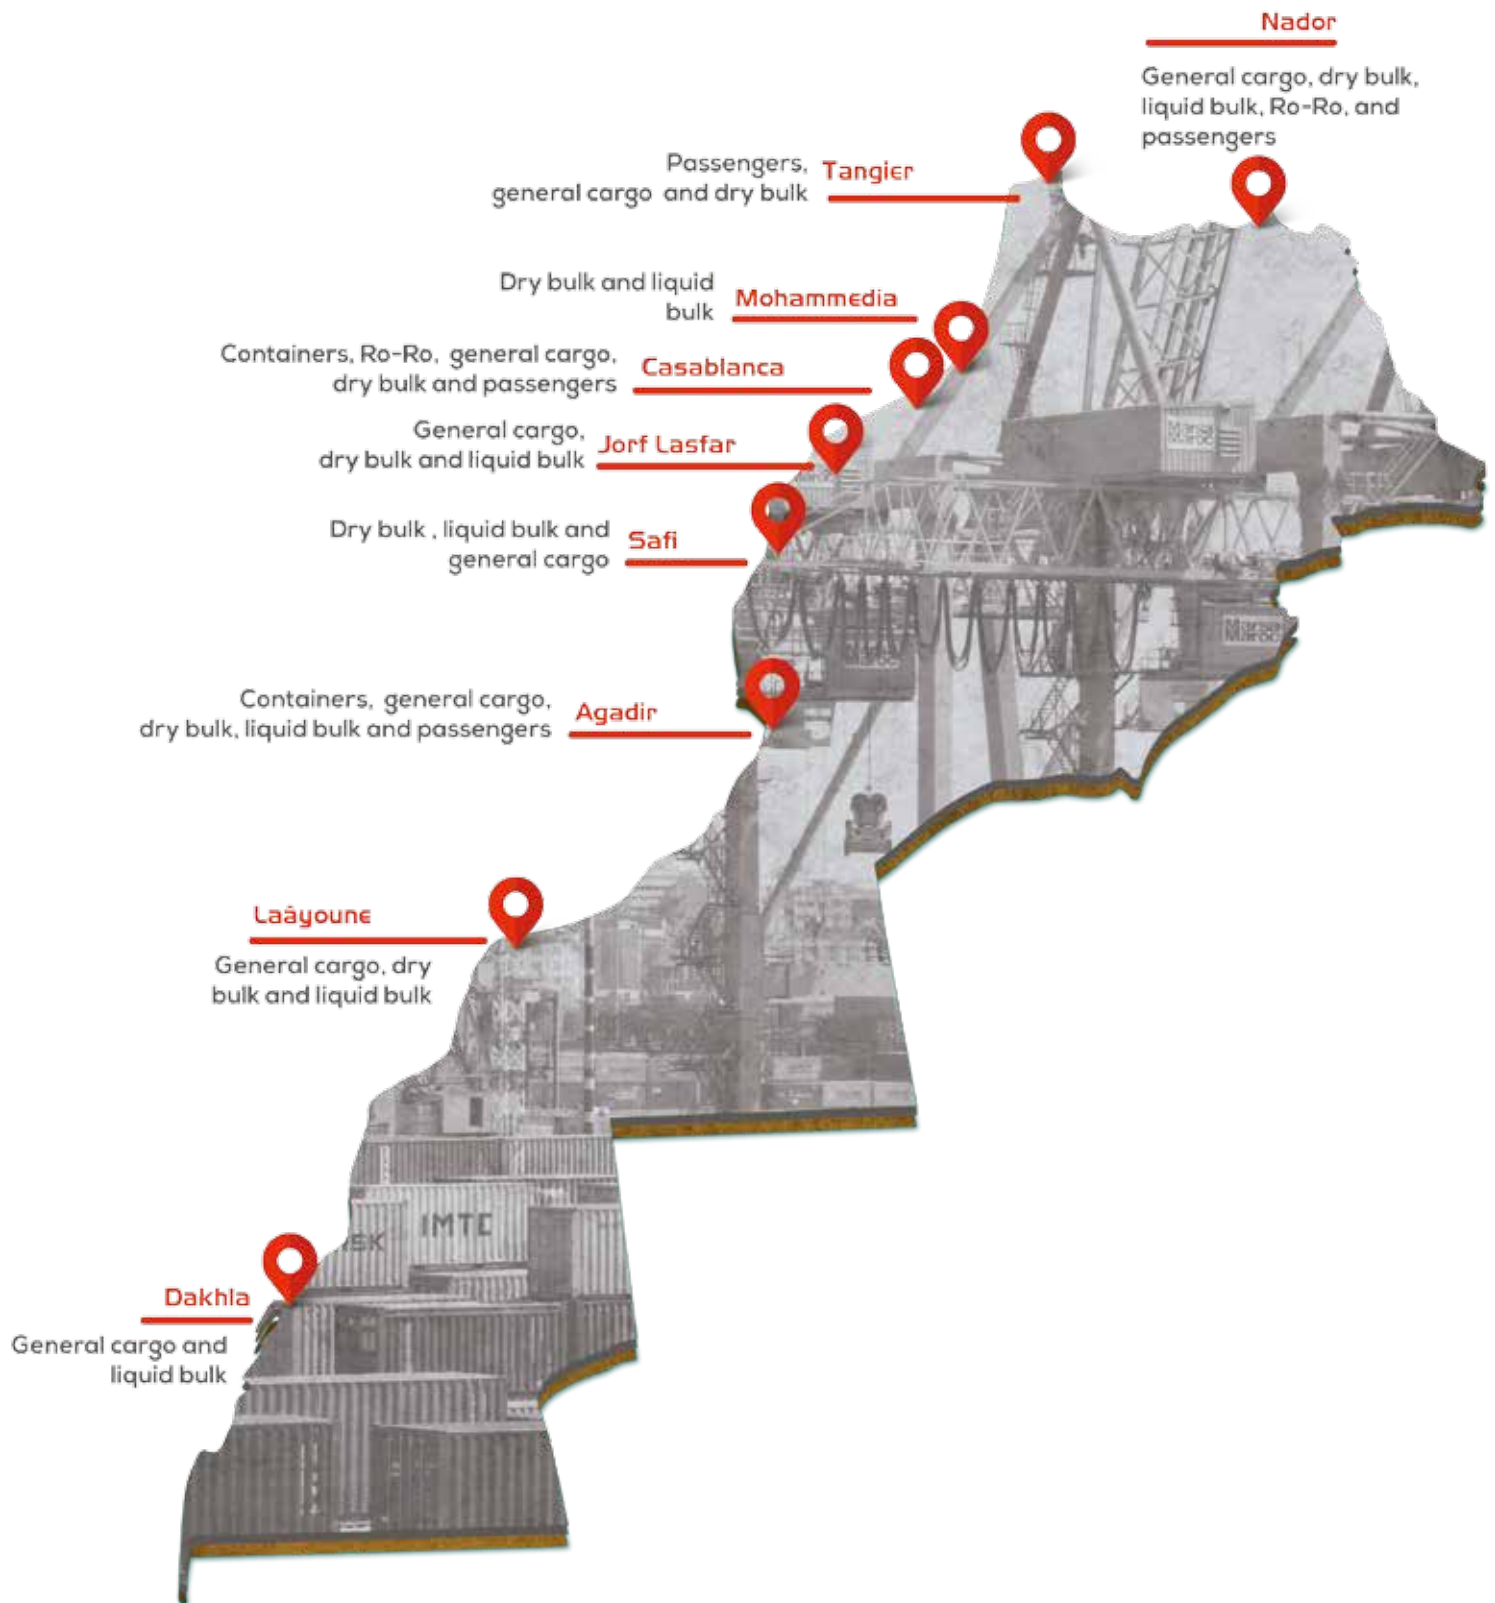 Nador
General cargo, dry bulk,
liquid bulk, Ro-Ro, and
passengers
Passengers,
general cargo and dry bulk
Tangier
Dry bulk and liquid
bulk
Mohammedia
Containers, Ro-Ro, general cargo,
dry bulk and passengers
Casablanca
General cargo,
dry bulk and liquid bulk
Jorf Lasfar
Dry bulk , liquid bulk and
general cargo
Safi
Containers, general cargo,
dry bulk, liquid bulk and passengers
Agadir
Laâyoune
General cargo, dry
bulk and liquid bulk
IMTC
SK
Dakhla
General cargo and
liquid bulk